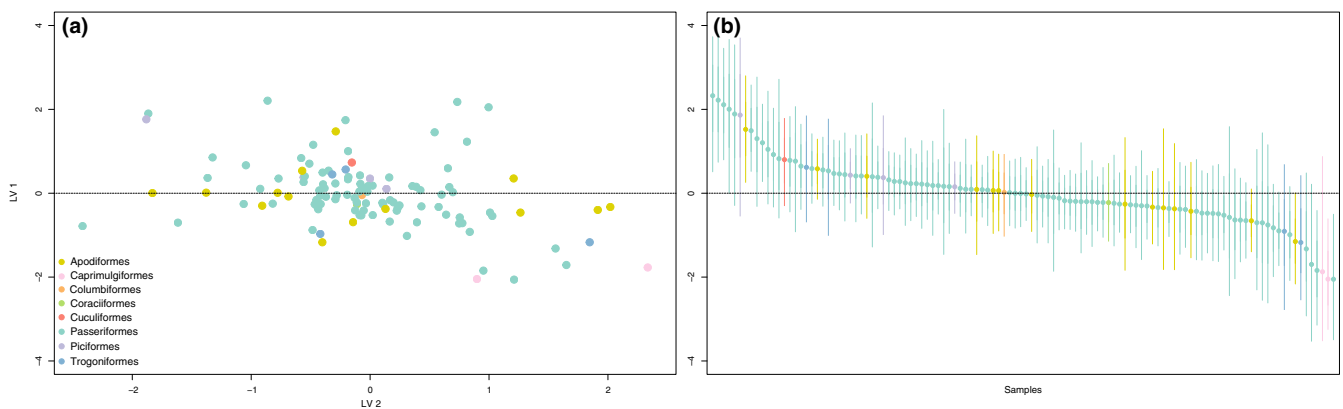 (a)
4
2
0
−2
−4
LV 1
Apodiformes
Caprimulgiformes
Columbiformes
Coraciiformes
Cuculiformes
Passeriformes
Piciformes
Trogoniformes
−2 −1 0 1 2
LV 2
(b)
4
2
0
−2
−4
Samples